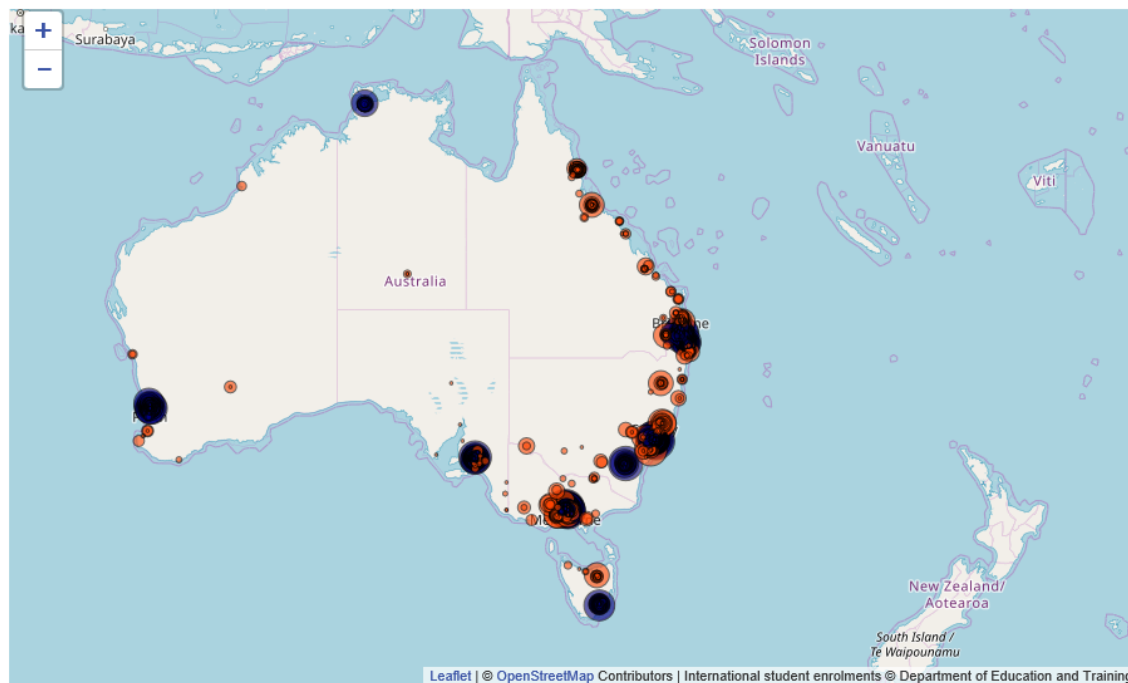 +
−
ka
Surabaya
Solomon
Islands
Vanuatu
Viti
Australia
New Zealand/
Aotearoa
South Island /
Te Waipounamu
Leaflet | © OpenStreetMap Contributors | International student enrolments © Department of Education and Training